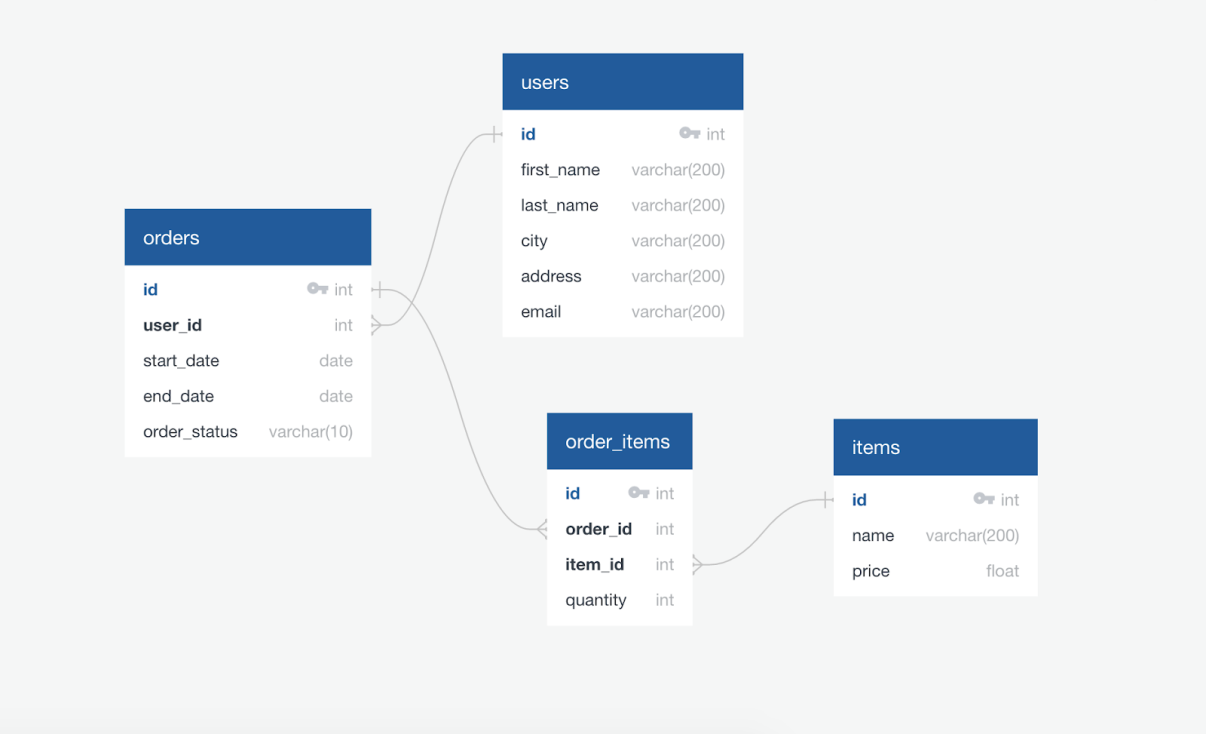 users
id int
first_name varchar(200)
last_name varchar(200)
city varchar(200)
address varchar(200)
email varchar(200)
orders
id int
user_id int
start_date date
end_date date
order_status varchar(10)
order_items
id int
order_id int
item_id int
quantity int
items
id int
name varchar(200)
price float